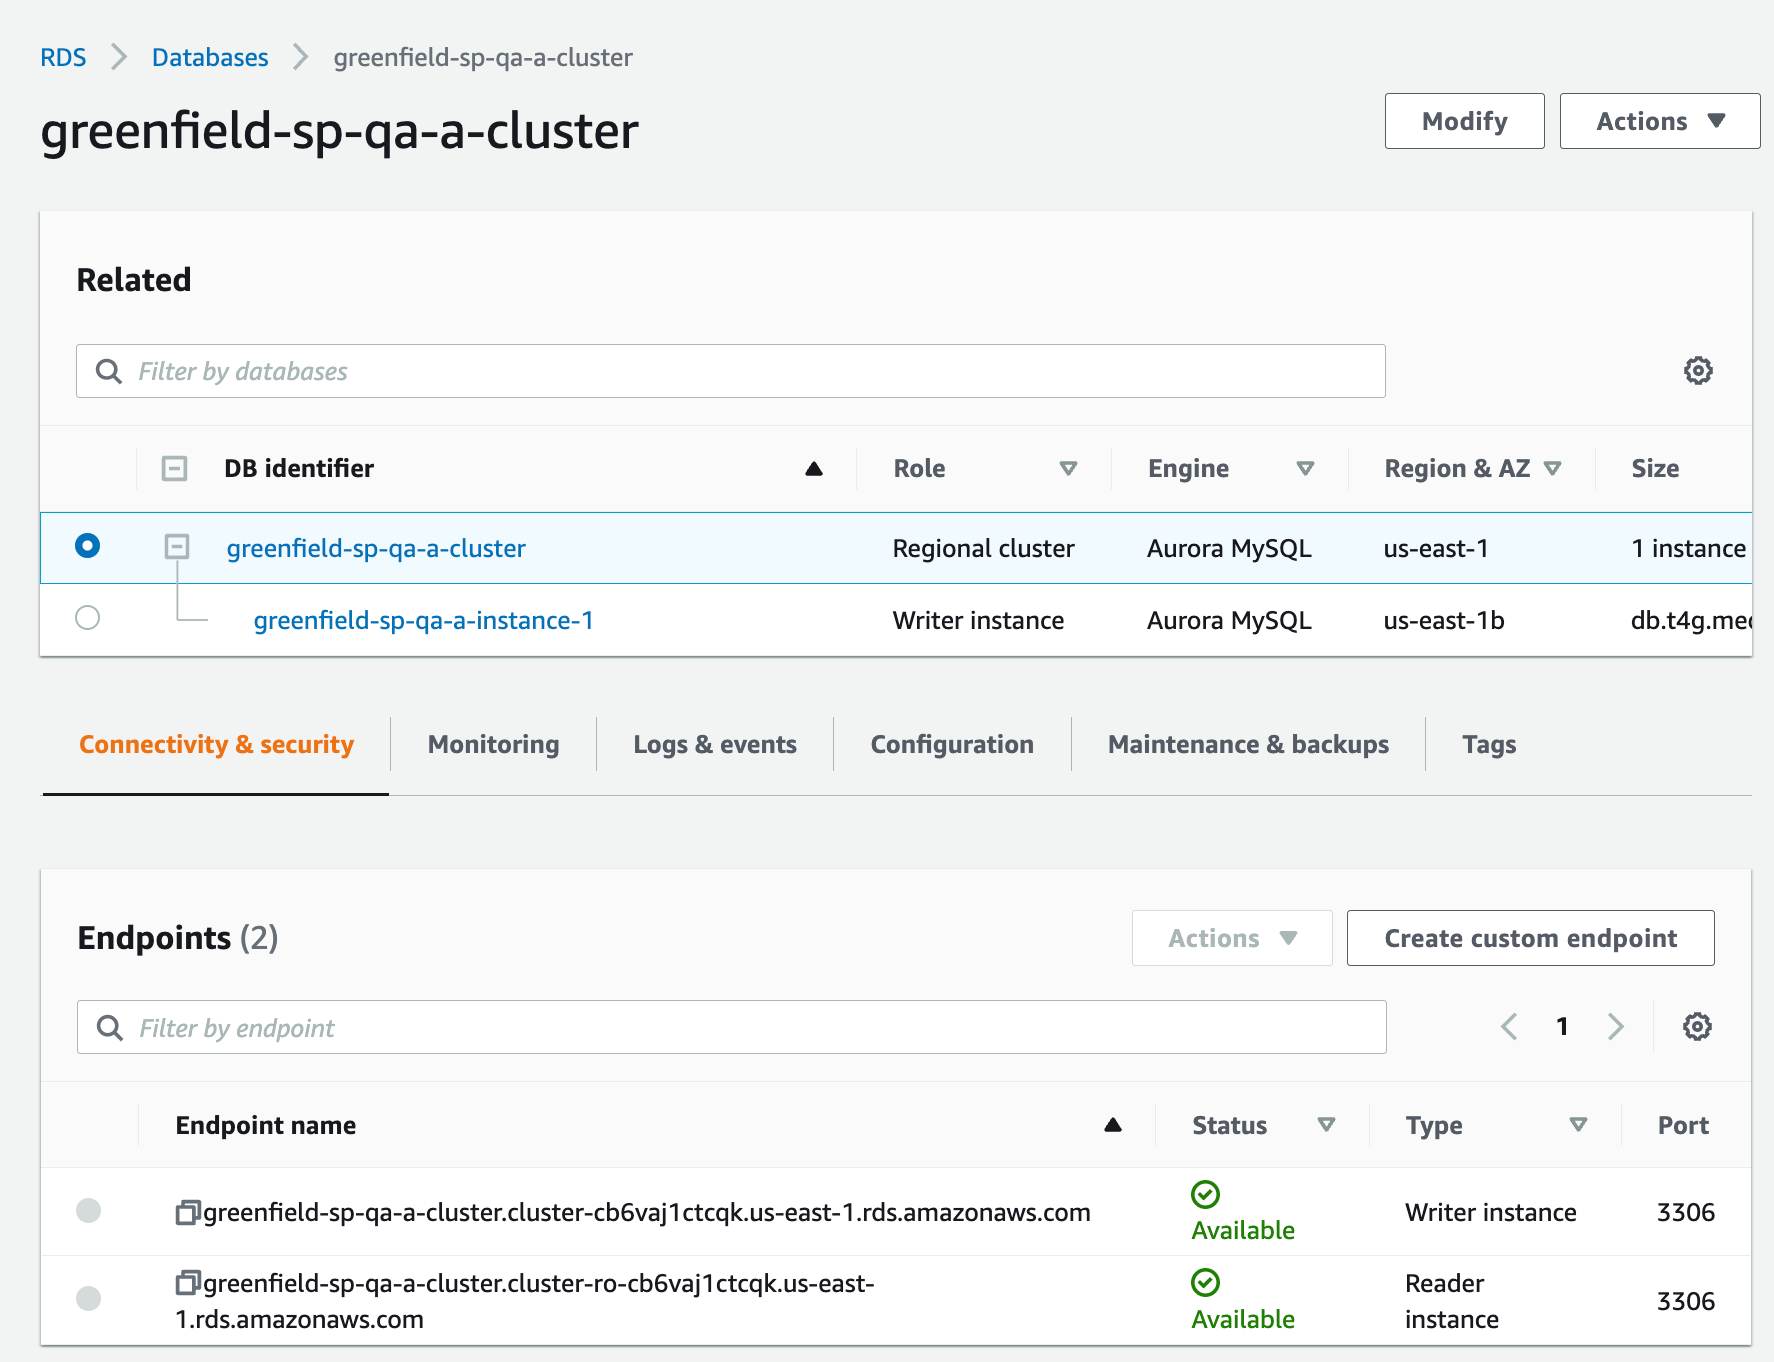 RDS > Databases > greenfield-sp-qa-a-cluster
greenfield-sp-qa-a-cluster
Modify
Actions
Related
Filter by databases
DB identifier Role Engine Region & AZ Size
greenfield-sp-qa-a-cluster Regional cluster Aurora MySQL us-east-1 1 instance
greenfield-sp-qa-a-instance-1 Writer instance Aurora MySQL us-east-1b db.t4g.med
Connectivity & security Monitoring Logs & events Configuration Maintenance & backups Tags
Endpoints (2)
Actions
Create custom endpoint
Filter by endpoint
1
Endpoint name Status Type Port
greenfield-sp-qa-a-cluster.cluster-cb6vaj1ctcqk.us-east-1.rds.amazonaws.com Available Writer instance 3306
greenfield-sp-qa-a-cluster.cluster-ro-cb6vaj1ctcqk.us-east-
1.rds.amazonaws.com
Available
Reader
instance
3306